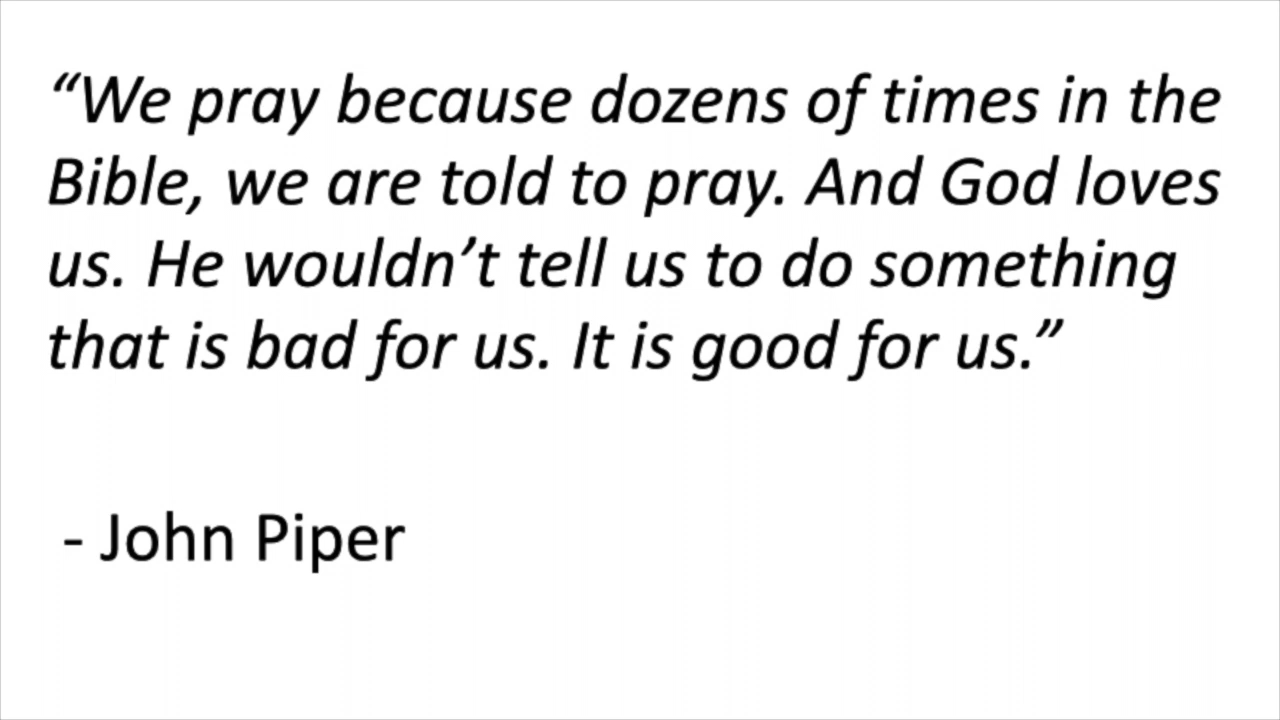 “We pray because dozens of times in the
Bible, we are told to pray. And God loves
us. He wouldn’t tell us to do something
that is bad for us. It is good for us.”
- John Piper